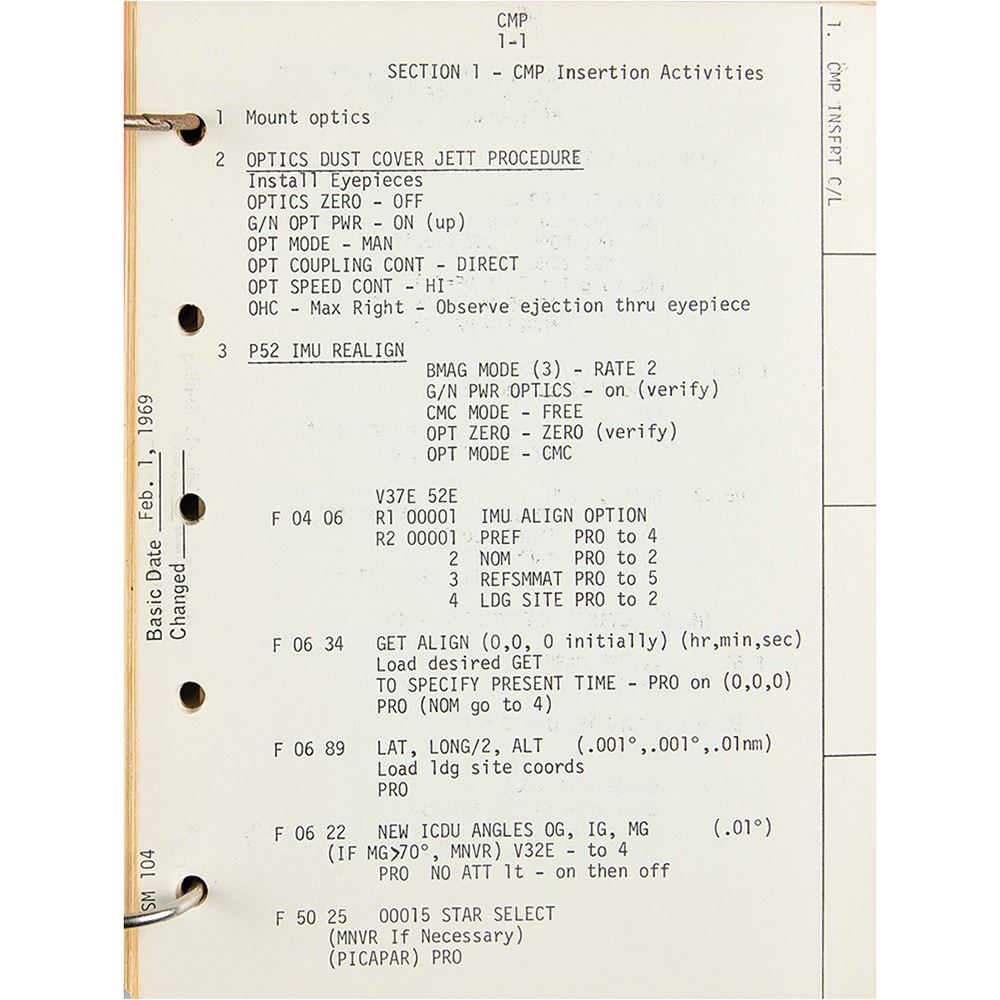 CMP
1-1
SECTION 1 - CMP Insertion Activities
1 Mount optics
2 OPTICS DUST COVER JETT PROCEDURE
Install Eyepieces
OPTICS ZERO - OFF
G/N OPT PWR - ON (up)
OPT MODE - MAN
OPT COUPLING CONT - DIRECT
OPT SPEED CONT - HI
OHC - Max Right - Observe ejection thru eyepiece
3 P52 IMU REALIGN
BMAG MODE (3) - RATE 2
G/N PWR OPTICS - on (verify)
CMC MODE - FREE
OPT ZERO - ZERO (verify)
OPT MODE - CMC
V37E 52E
F 04 06 R1 00001 IMU ALIGN OPTION
R2 00001 PREF PRO to 4
2 NOM PRO to 2
3 REFSMMAT PRO to 5
4 LDG SITE PRO to 2
F 06 34 GET ALIGN (0,0, 0 initially) (hr,min,sec)
Load desired GET
TO SPECIFY PRESENT TIME - PRO on (0,0,0)
PRO (NOM go to 4)
F 06 89 LAT, LONG/2, ALT (.001°,.001°,.01nm)
Load ldg site coords
PRO
F 06 22 NEW ICDU ANGLES OG, IG, MG (.01°)
(IF MG>70°, MNVR) V32E - to 4
PRO NO ATT lt - on then off
F 50 25 00015 STAR SELECT
(MNVR If Necessary)
(PICAPAR) PRO
Basic Date Feb. 1, 1969
Changed
SM 104
1. CMP INSERT C/L